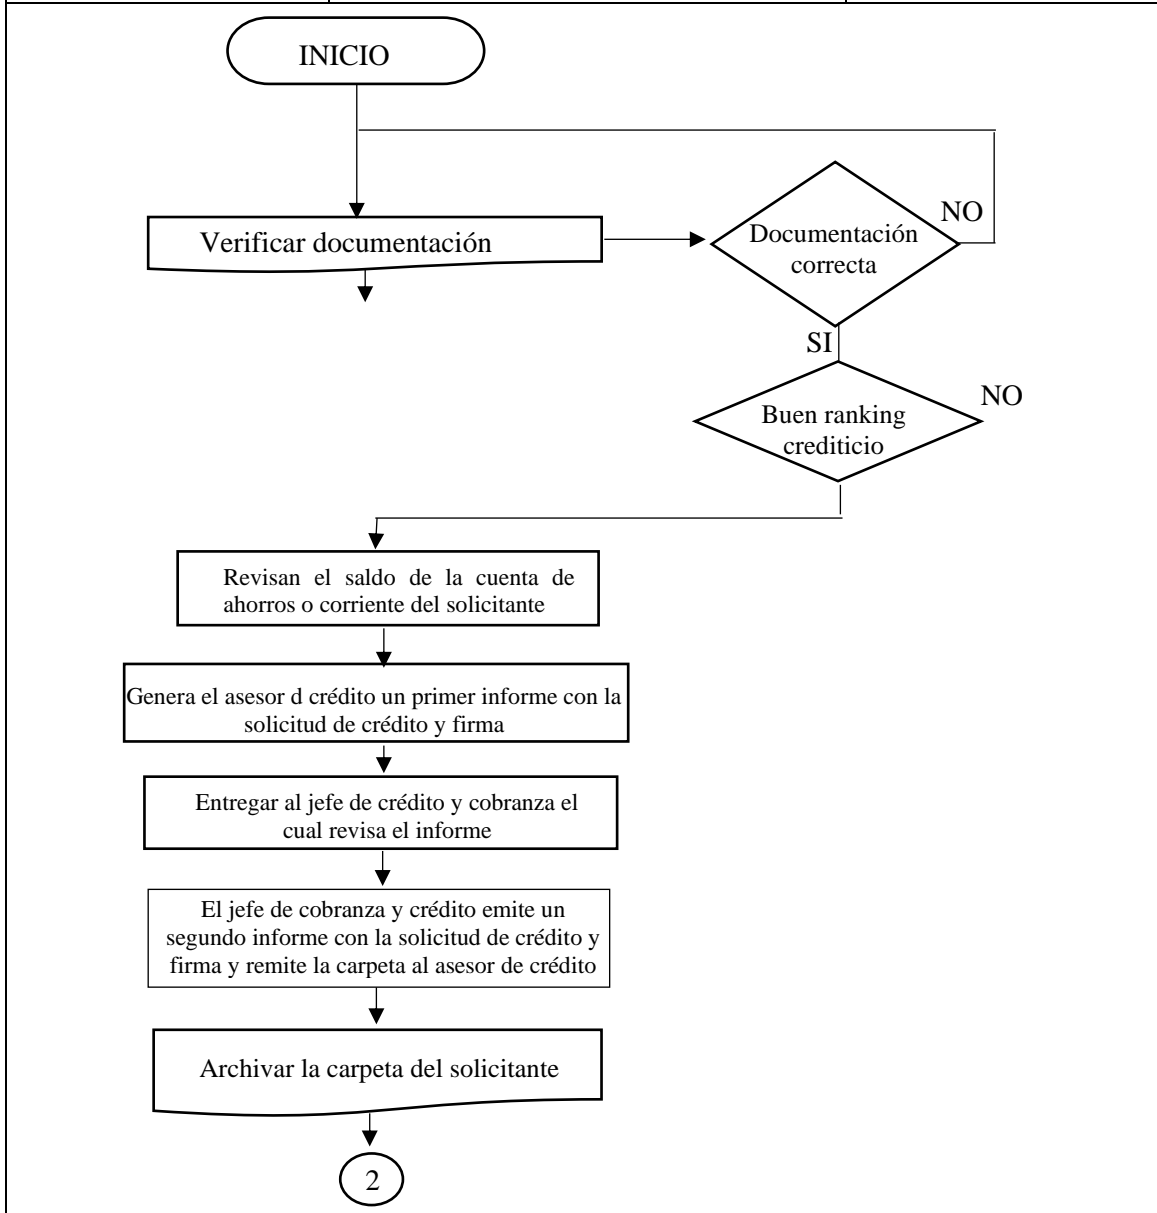 INICIO
NO
Verificar documentación
Documentación
correcta
SI
NO
Buen ranking
crediticio
Revisan el saldo de la cuenta de
ahorros o corriente del solicitante
Genera el asesor d crédito un primer informe con la
solicitud de crédito y firma
Entregar al jefe de crédito y cobranza el
cual revisa el informe
El jefe de cobranza y crédito emite un
segundo informe con la solicitud de crédito y
firma y remite la carpeta al asesor de crédito
Archivar la carpeta del solicitante
2